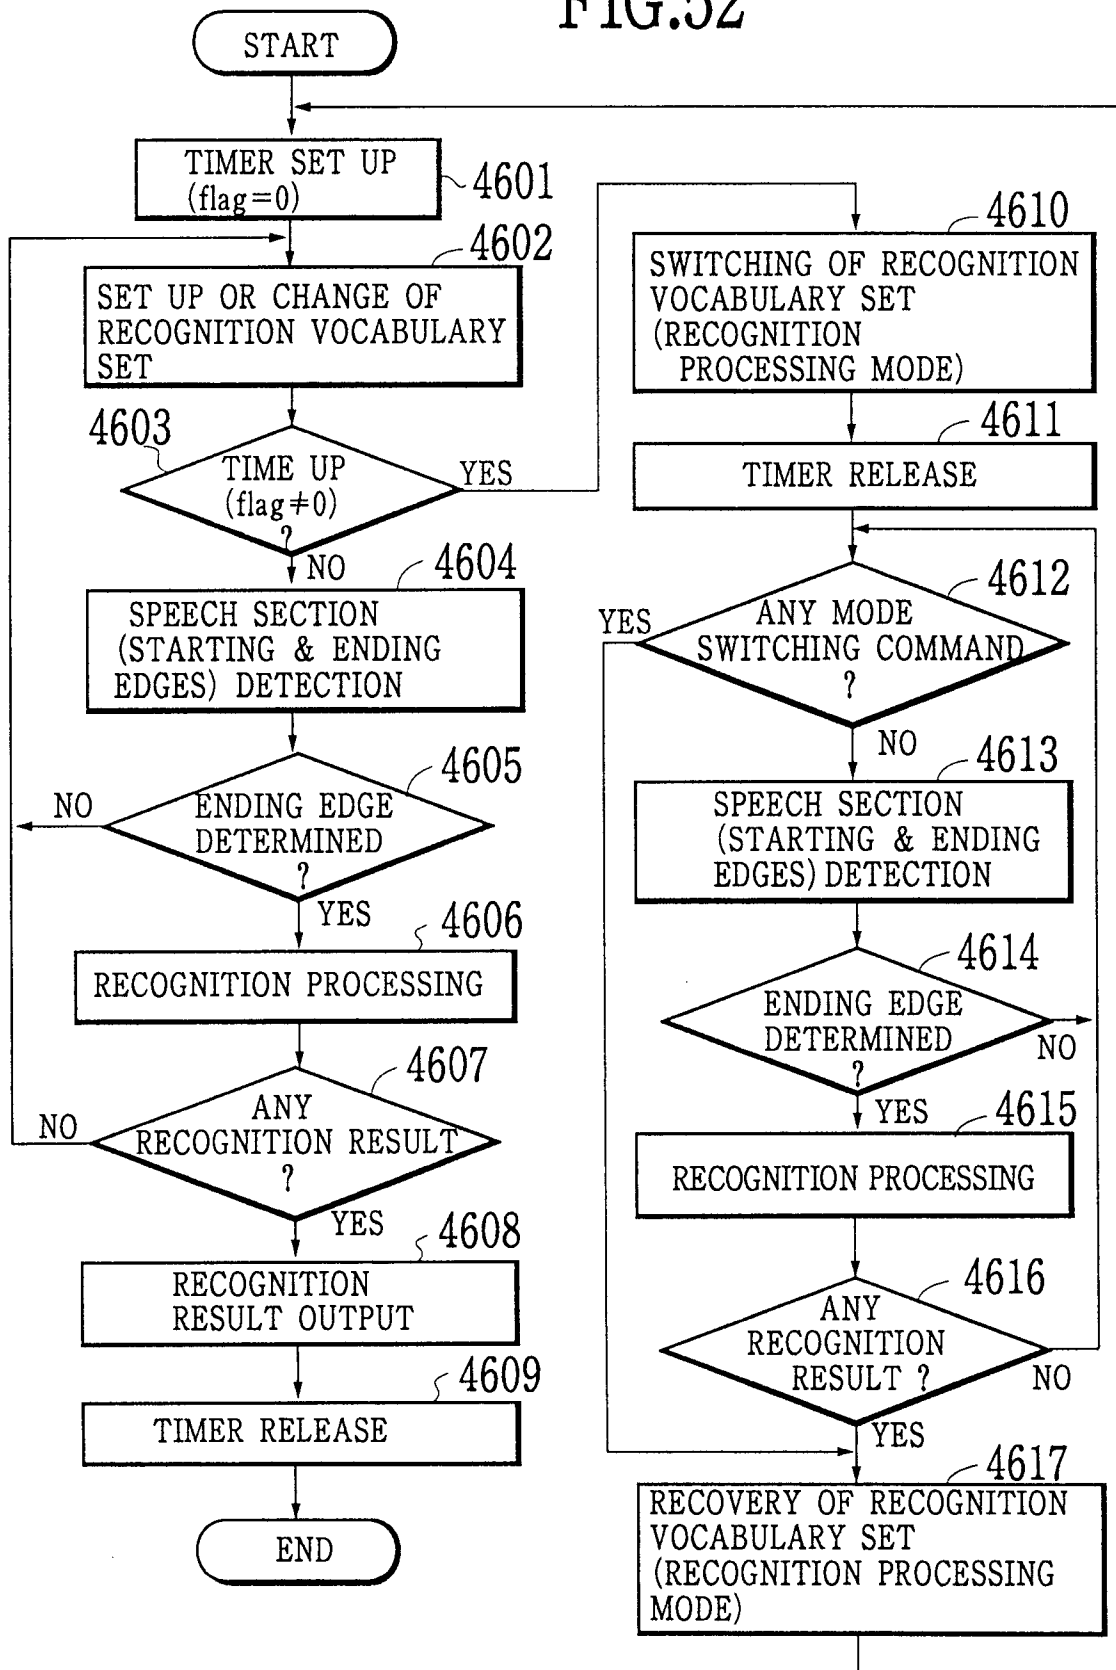 FIG.52
START
TIMER SET UP
(flag=0)
4601
4602
SET UP OR CHANGE OF
RECOGNITION VOCABULARY
SET
4603
TIME UP
(flag≠0)
?
YES
NO
4604
SPEECH SECTION
(STARTING & ENDING
EDGES) DETECTION
4605
NO
ENDING EDGE
DETERMINED
?
YES
4606
RECOGNITION PROCESSING
4607
NO
ANY
RECOGNITION RESULT
?
YES
4608
RECOGNITION
RESULT OUTPUT
4609
TIMER RELEASE
END
4610
SWITCHING OF RECOGNITION
VOCABULARY SET
(RECOGNITION
PROCESSING MODE)
4611
TIMER RELEASE
4612
YES
ANY MODE
SWITCHING COMMAND
?
NO
4613
SPEECH SECTION
(STARTING & ENDING
EDGES) DETECTION
4614
ENDING EDGE
DETERMINED
?
NO
YES
4615
RECOGNITION PROCESSING
4616
ANY
RECOGNITION
RESULT ?
NO
YES
4617
RECOVERY OF RECOGNITION
VOCABULARY SET
(RECOGNITION PROCESSING
MODE)